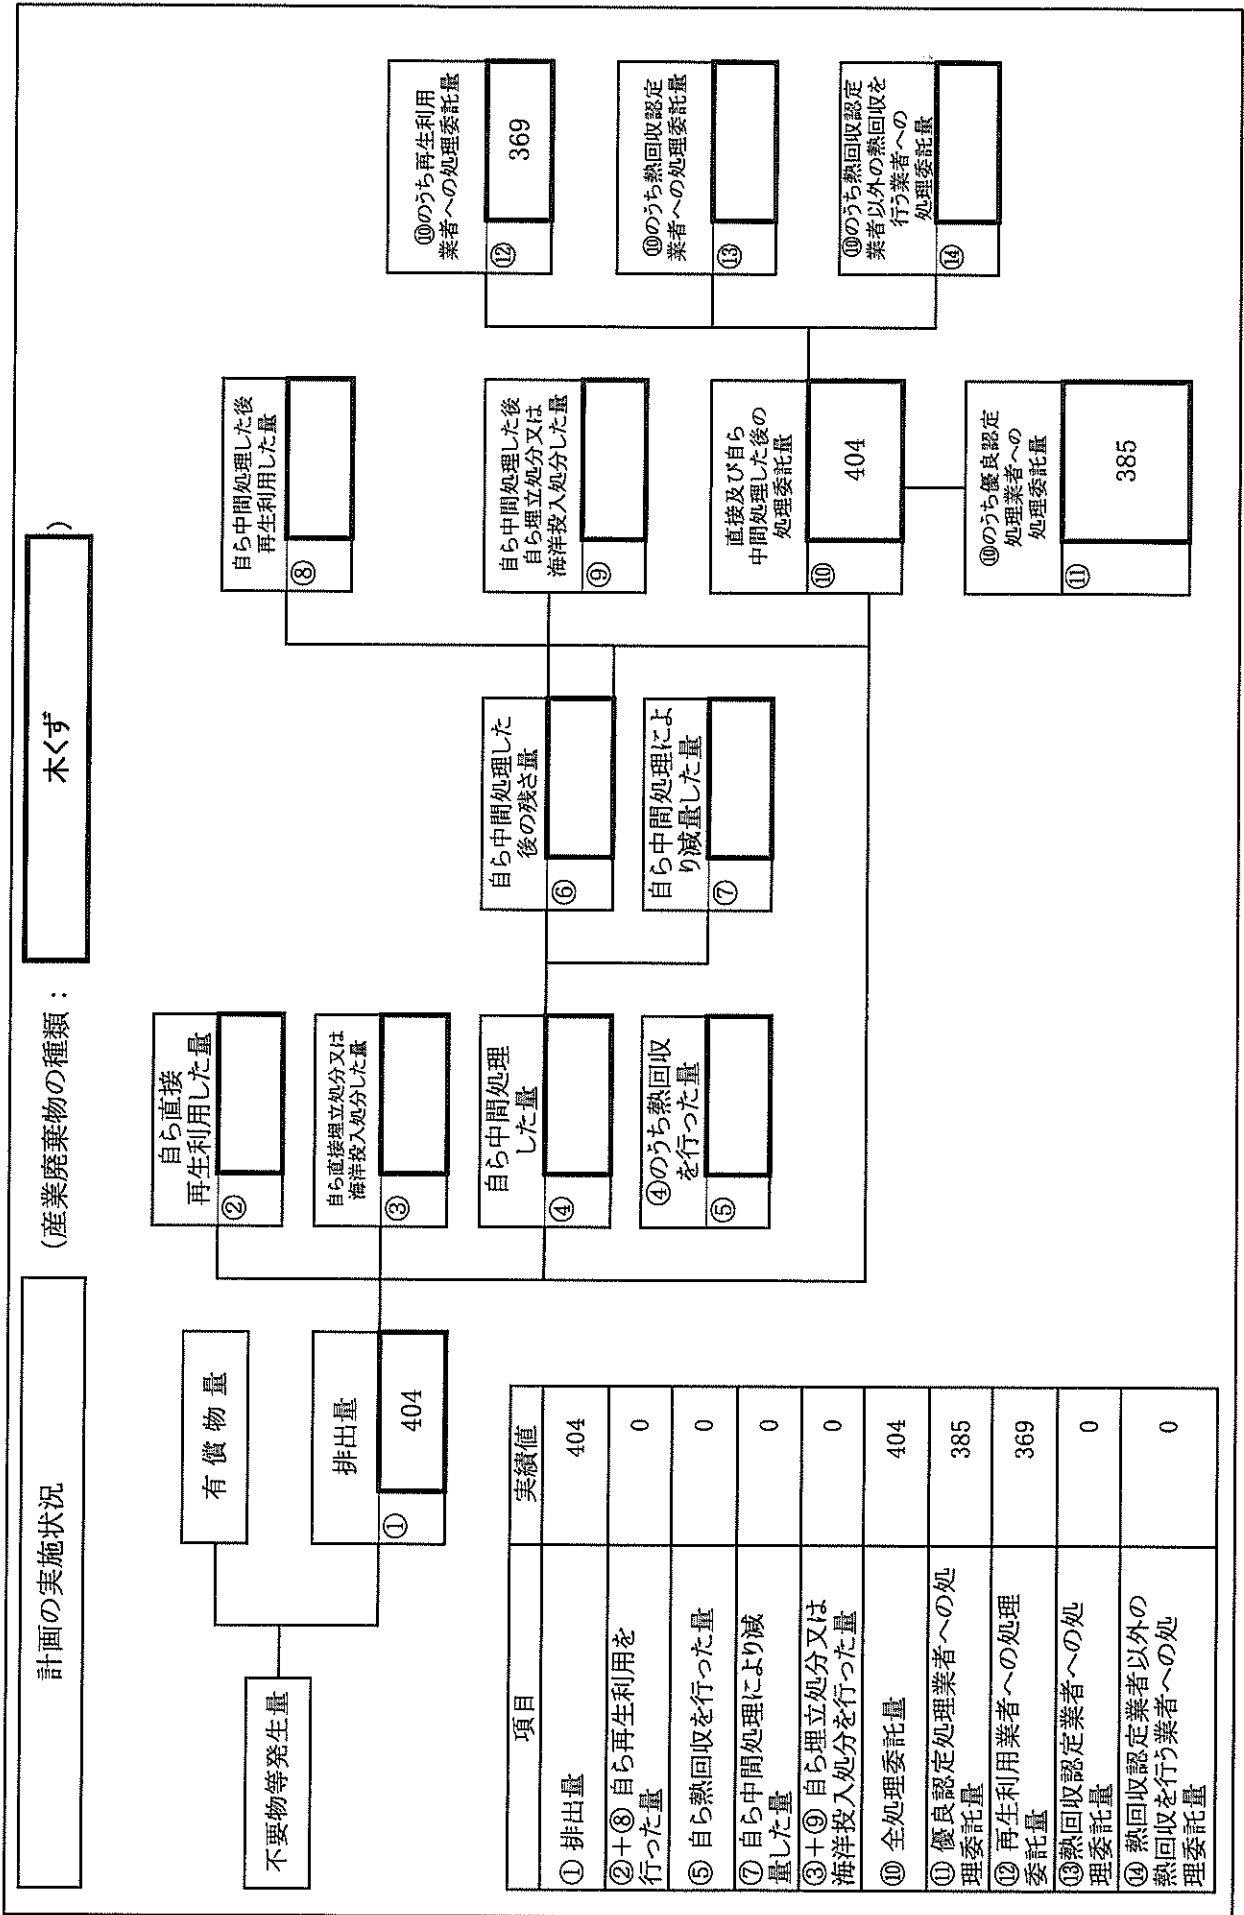 計画の実施状況
(産業廃棄物の種類:
木くず
)
不要物等発生量
有償物量
排出量
①
404
自ら直接
再生利用した量
②
自ら直接埋立処分又は
海洋投入処分した量
③
自ら中間処理
した量
④
④のうち熱回収
を行った量
⑤
自ら中間処理した
後の残さ量
⑥
自ら中間処理によ
り減量した量
⑦
自ら中間処理した後
再生利用した量
⑧
自ら中間処理した後
自ら埋立処分又は
海洋投入処分した量
⑨
直接及び自ら
中間処理した後の
処理委託量
⑩
404
⑩のうち優良認定
処理業者への
処理委託量
⑪
385
⑩のうち再生利用
業者への処理委託量
⑫
369
⑩のうち熱回収認定
業者への処理委託量
⑬
⑩のうち熱回収認定
業者以外の熱回収を
行う業者への
処理委託量
⑭
項目
実績値
① 排出量
404
②+⑧ 自ら再生利用を
行った量
0
⑤ 自ら熱回収を行った量
0
⑦ 自ら中間処理により減
量した量
0
③+⑨ 自ら埋立処分又は
海洋投入処分を行った量
0
⑩ 全処理委託量
404
⑪ 優良認定処理業者への処
理委託量
385
⑫ 再生利用業者への処理
委託量
369
⑬熱回収認定業者への処
理委託量
0
⑭ 熱回収認定業者以外の
熱回収を行う業者への処
理委託量
0